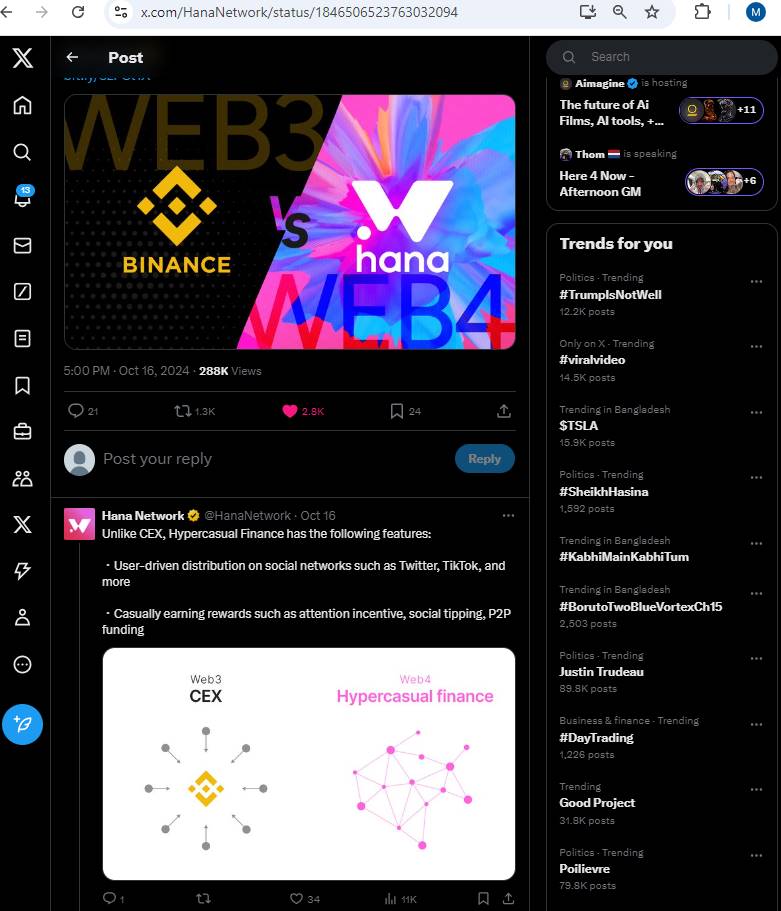 x.com/HanaNetwork/status/1846506523763032094
M
Post
Search
WEB3
BINANCE
vs
hana
WEB4
5:00 PM · Oct 16, 2024 · 288K Views
21
1.3K
2.8K
24
Post your reply
Reply
Hana Network @HanaNetwork · Oct 16
Unlike CEX, Hypercasual Finance has the following features:
・User-driven distribution on social networks such as Twitter, TikTok, and
more
・Casually earning rewards such as attention incentive, social tipping, P2P
funding
Web3
CEX
Web4
Hypercasual finance
1
34
11K
13
Aimagine is hosting
The future of Ai
Films, AI tools, +...
+11
Thom is speaking
Here 4 Now -
Afternoon GM
+6
Trends for you
Politics · Trending
#TrumpIsNotWell
12.2K posts
Only on X · Trending
#viralvideo
14.5K posts
Trending in Bangladesh
$TSLA
15.9K posts
Politics · Trending
#SheikhHasina
1,592 posts
Trending in Bangladesh
#KabhiMainKabhiTum
Trending in Bangladesh
#BorutoTwoBlueVortexCh15
2,503 posts
Politics · Trending
Justin Trudeau
89.8K posts
Business & finance · Trending
#DayTrading
1,226 posts
Trending
Good Project
31.8K posts
Politics · Trending
Poilievre
79.8K posts